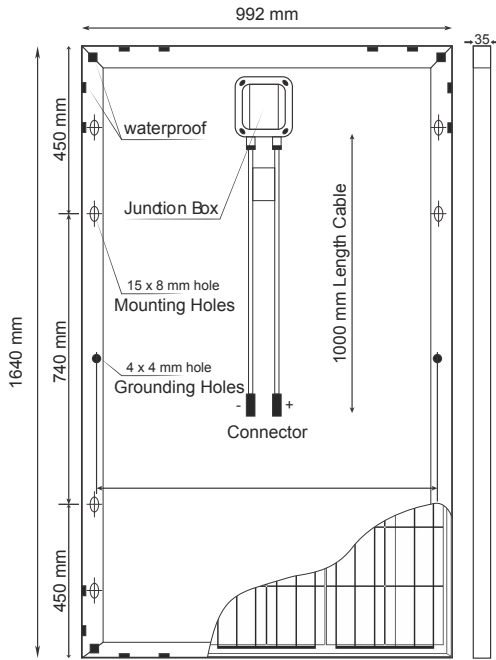 992 mm
35
450 mm
waterproof
Junction Box
1000 mm Length Cable
15 x 8 mm hole
Mounting Holes
1640 mm
740 mm
4 x 4 mm hole
Grounding Holes
- +
Connector
450 mm